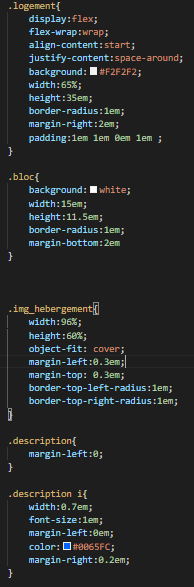 .logement{
display:flex;
flex-wrap:wrap;
align-content:start;
justify-content:space-around;
background:#F2F2F2;
width:65%;
height:35em;
border-radius:1em;
margin-right:2em;
padding:1em 1em 0em 1em ;
}
.bloc{
background:white;
width:15em;
height:11.5em;
border-radius:1em;
margin-bottom:2em
}
.img_hebergement{
width:96%;
height:60%;
object-fit: cover;
margin-left:0.3em;
margin-top: 0.3em;
border-top-left-radius:1em;
border-top-right-radius:1em;
}
.description{
margin-left:0;
}
.description i{
width:0.7em;
font-size:1em;
margin-left:0em;
color:#0065FC;
margin-right:0.2em;
}